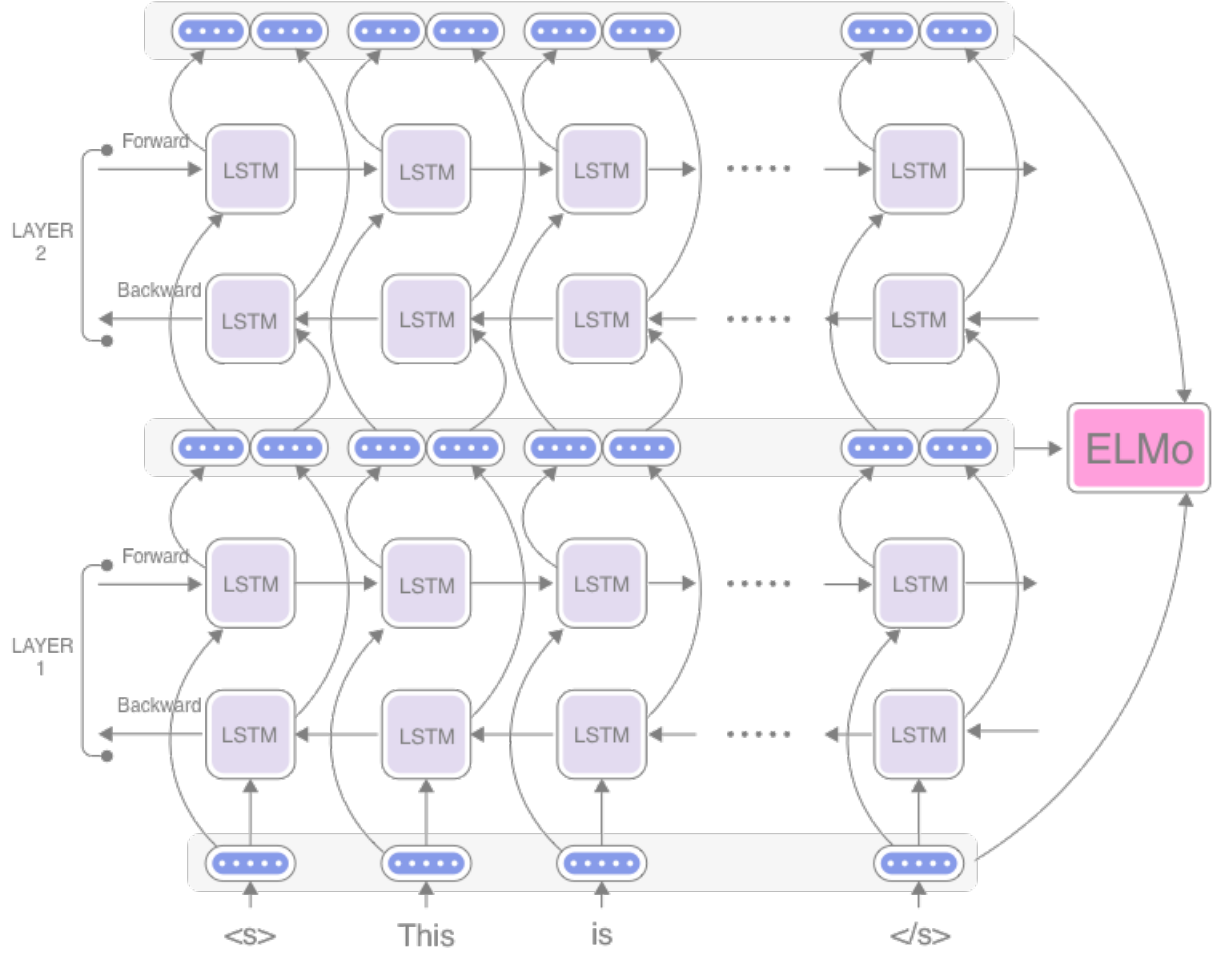 Forward
LSTM LSTM LSTM ..... LSTM
LAYER
2
Backward
LSTM LSTM LSTM ..... LSTM
ELMo
Forward
LSTM LSTM LSTM ..... LSTM
LAYER
1
Backward
LSTM LSTM LSTM ..... LSTM
<s> This is </s>